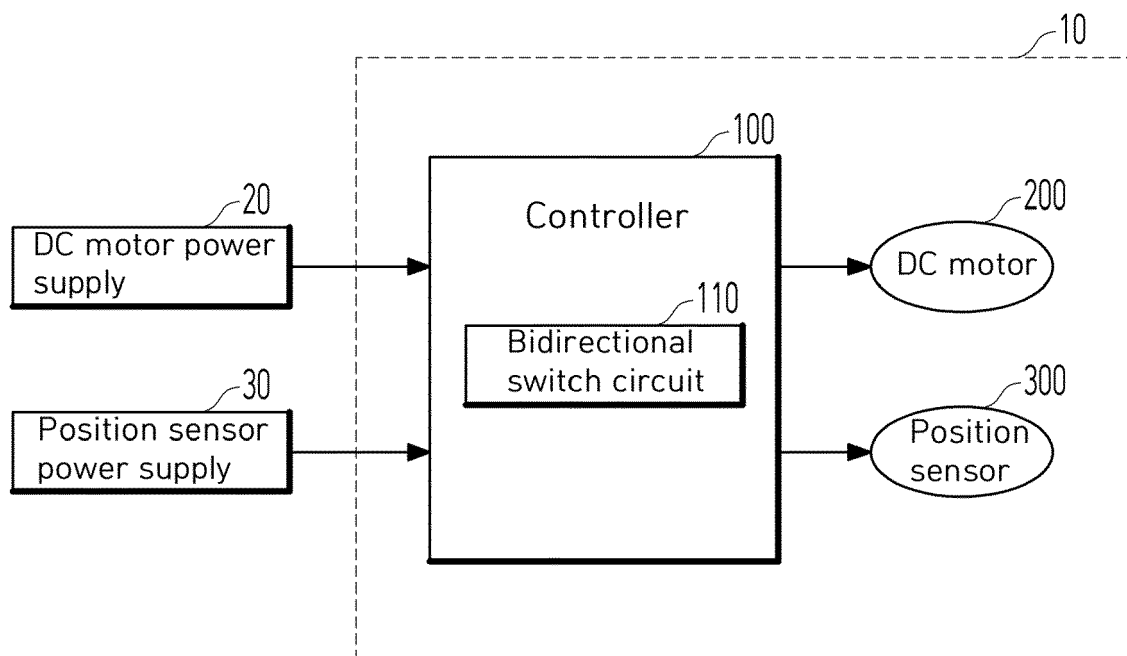 10
100
Controller
20
DC motor power
supply
200
DC motor
110
Bidirectional
switch circuit
30
Position sensor
power supply
300
Position
sensor